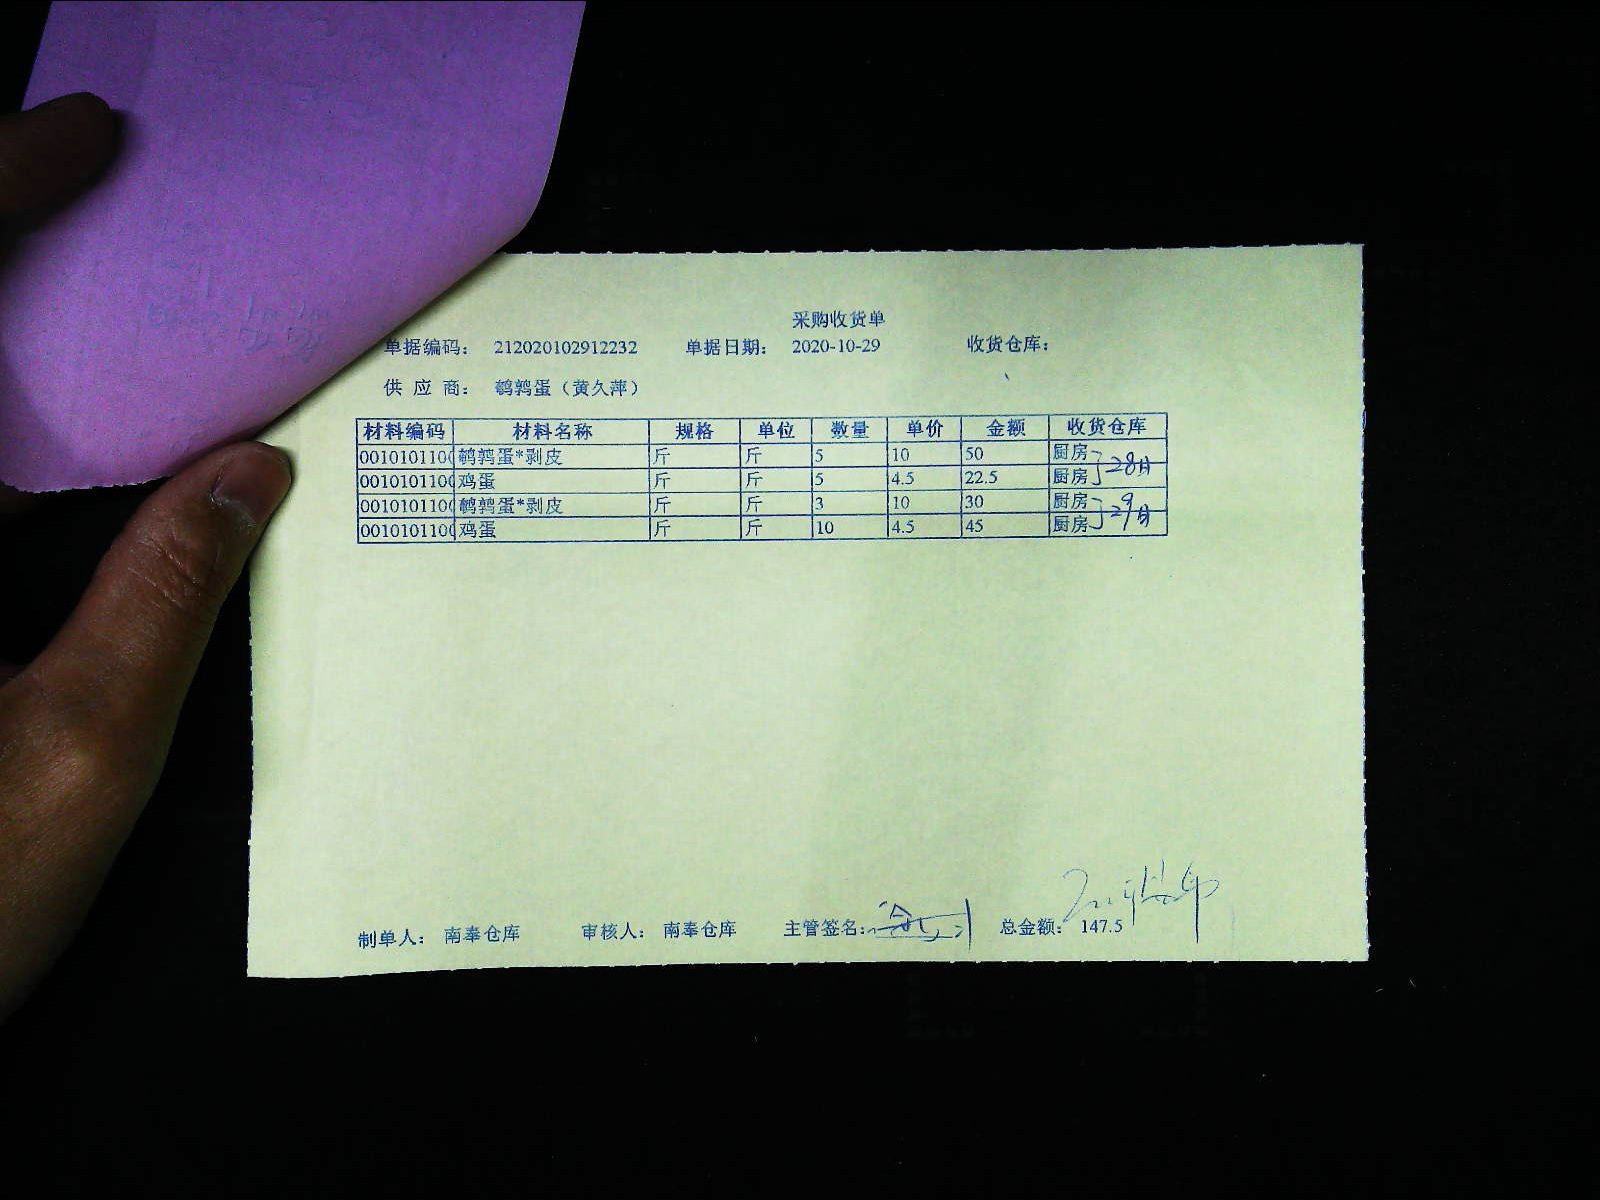 采购收货单
单据编码： 212020102912232 单据日期： 2020-10-29 收货仓库：
供 应 商： 鹌鹑蛋（黄久萍）
材料编码 材料名称 规格 单位 数量 单价 金额 收货仓库
0010101100 鹌鹑蛋*剥皮 斤 斤 5 10 50 厨房
0010101100 鸡蛋 斤 斤 5 4.5 22.5 厨房
28日
0010101100 鹌鹑蛋*剥皮 斤 斤 3 10 30 厨房
0010101100 鸡蛋 斤 斤 10 4.5 45 厨房
29日
制单人： 南奉仓库 审核人： 南奉仓库 主管签名： 总金额： 147.5